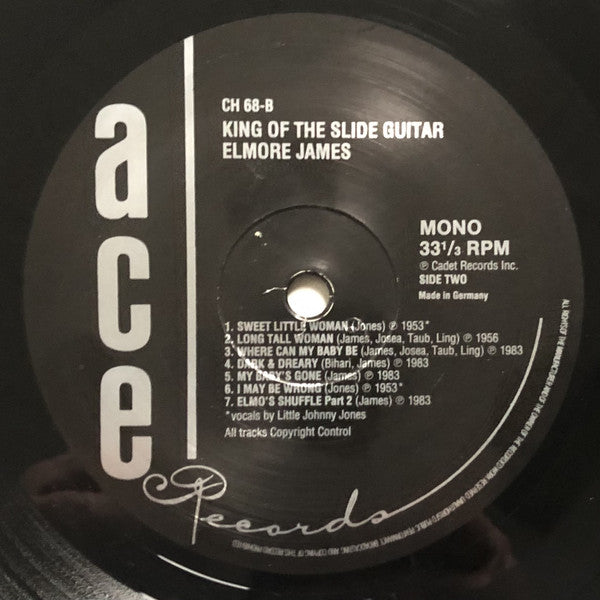 ace
Records
CH 68-B
KING OF THE SLIDE GUITAR
ELMORE JAMES
MONO
33 1/3 RPM
℗ Cadet Records Inc.
SIDE TWO
Made in Germany
1. SWEET LITTLE WOMAN (Jones) ℗ 1953*
2. LONG TALL WOMAN (James, Josea, Taub, Ling) ℗ 1956
3. WHERE CAN MY BABY BE (James, Josea, Taub, Ling) ℗ 1983
4. DARK & DREARY (Bihari, James) ℗ 1983
5. MY BABY'S GONE (James) ℗ 1983
6. I MAY BE WRONG (Jones) ℗ 1953*
7. ELMO'S SHUFFLE Part 2 (James) ℗ 1983
*vocals by Little Johnny Jones
All tracks Copyright Control